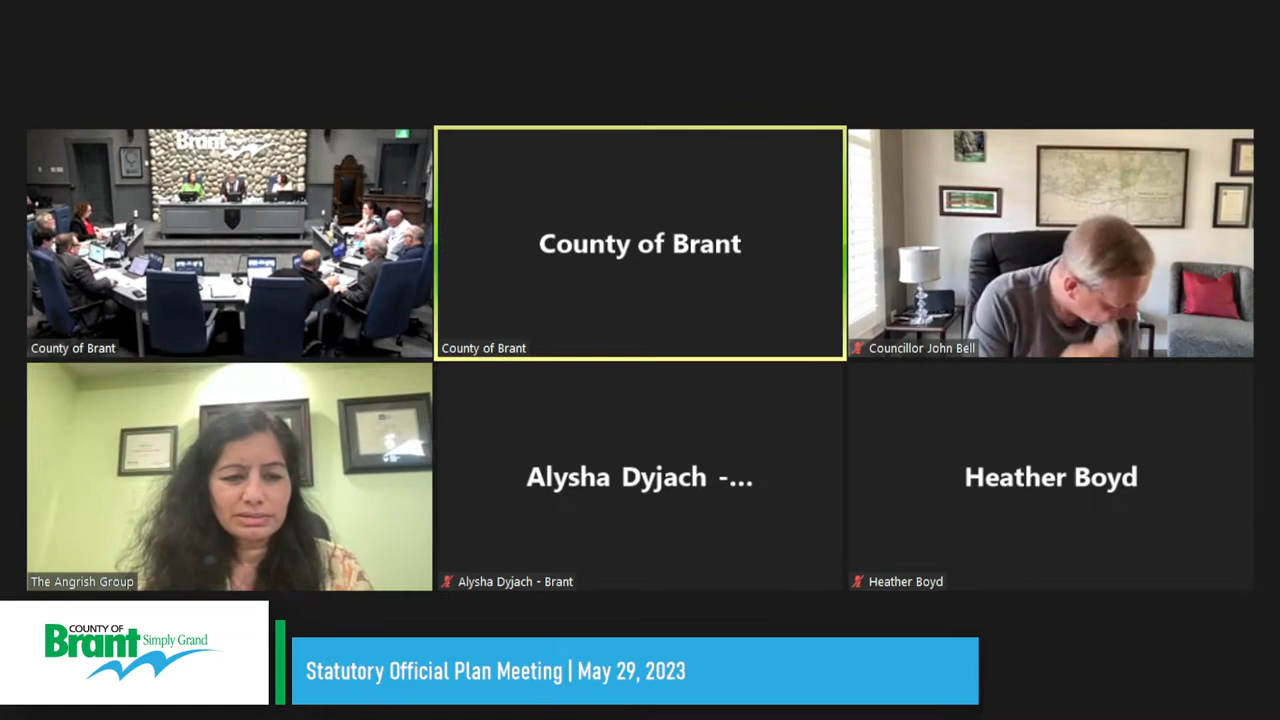 Brant
County of Brant
County of Brant
County of Brant
Councillor John Bell
The Angrish Group
Alysha Dyjach -...
Alysha Dyjach - Brant
Heather Boyd
Heather Boyd
COUNTY OF
Brant Simply Grand
Statutory Official Plan Meeting | May 29, 2023